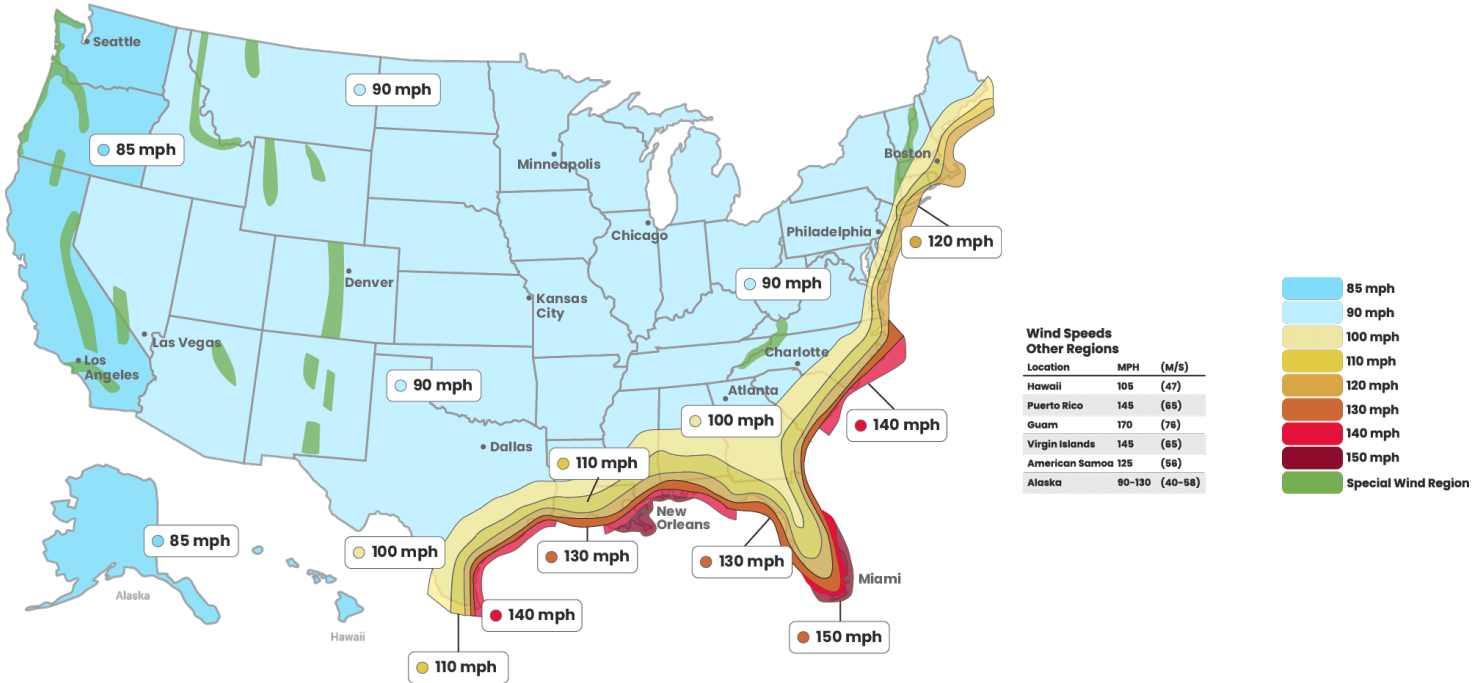 Seattle
90 mph
85 mph
Minneapolis
Boston
Chicago
Philadelphia
120 mph
Denver
90 mph
Kansas
City
Las Vegas
Los
Angeles
Charlotte
90 mph
Atlanta
100 mph
140 mph
Dallas
110 mph
New
Orleans
100 mph
85 mph
130 mph
130 mph
Miami
Alaska
140 mph
Hawaii
150 mph
110 mph
Wind Speeds
Other Regions
Location MPH (M/S)
Hawaii 105 (47)
Puerto Rico 145 (65)
Guam 170 (76)
Virgin Islands 145 (65)
American Samoa 125 (56)
Alaska 90-130 (40-58)
85 mph
90 mph
100 mph
110 mph
120 mph
130 mph
140 mph
150 mph
Special Wind Region